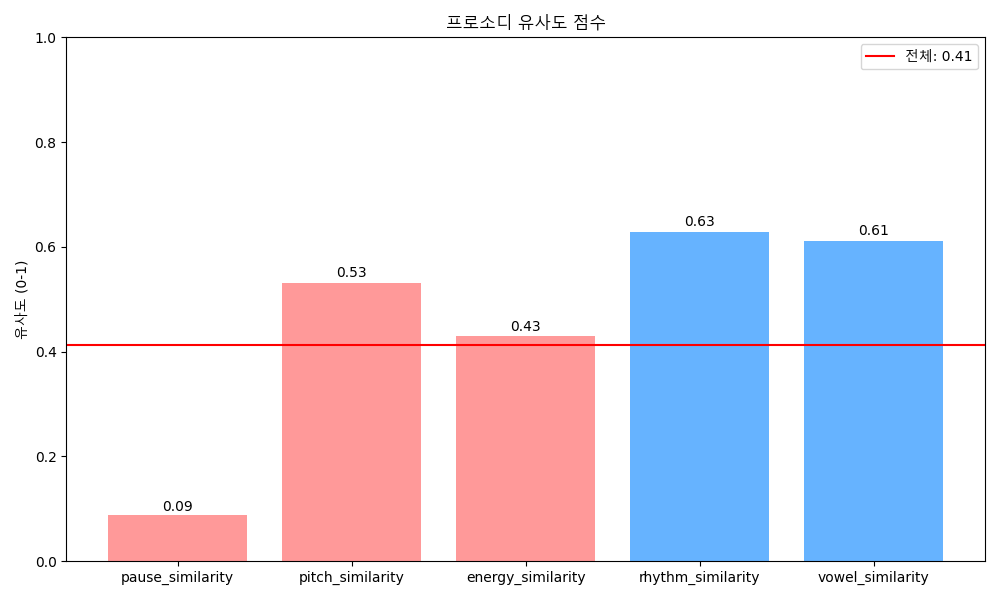 프로소디 유사도 점수
전체: 0.41
유사도 (0-1)
1.0
0.8
0.6
0.4
0.2
0.0
0.09
0.53
0.43
0.63
0.61
pause_similarity
pitch_similarity
energy_similarity
rhythm_similarity
vowel_similarity